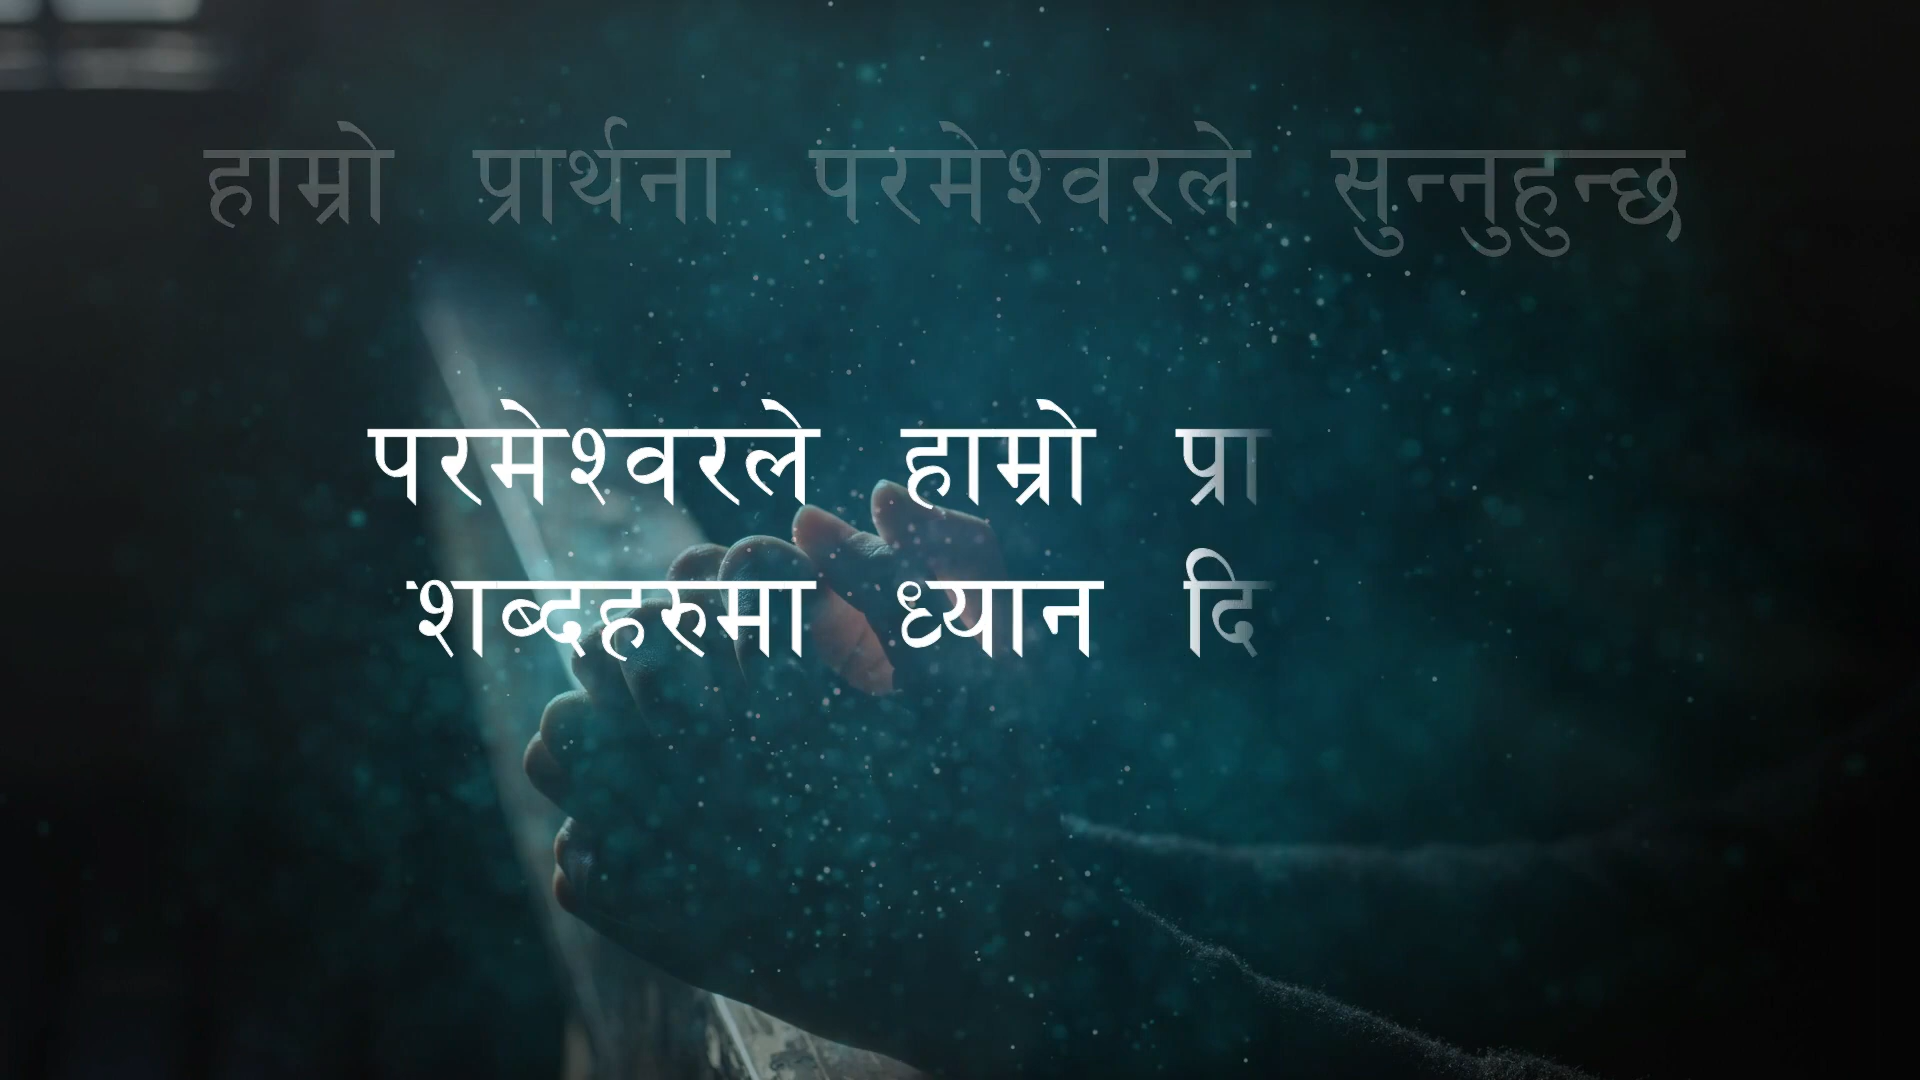 हाम्रो प्रार्थना परमेश्वरले सुन्नुहुन्छ
परमेश्वरले हाम्रो प्रा
शब्दहरुमा ध्यान दि